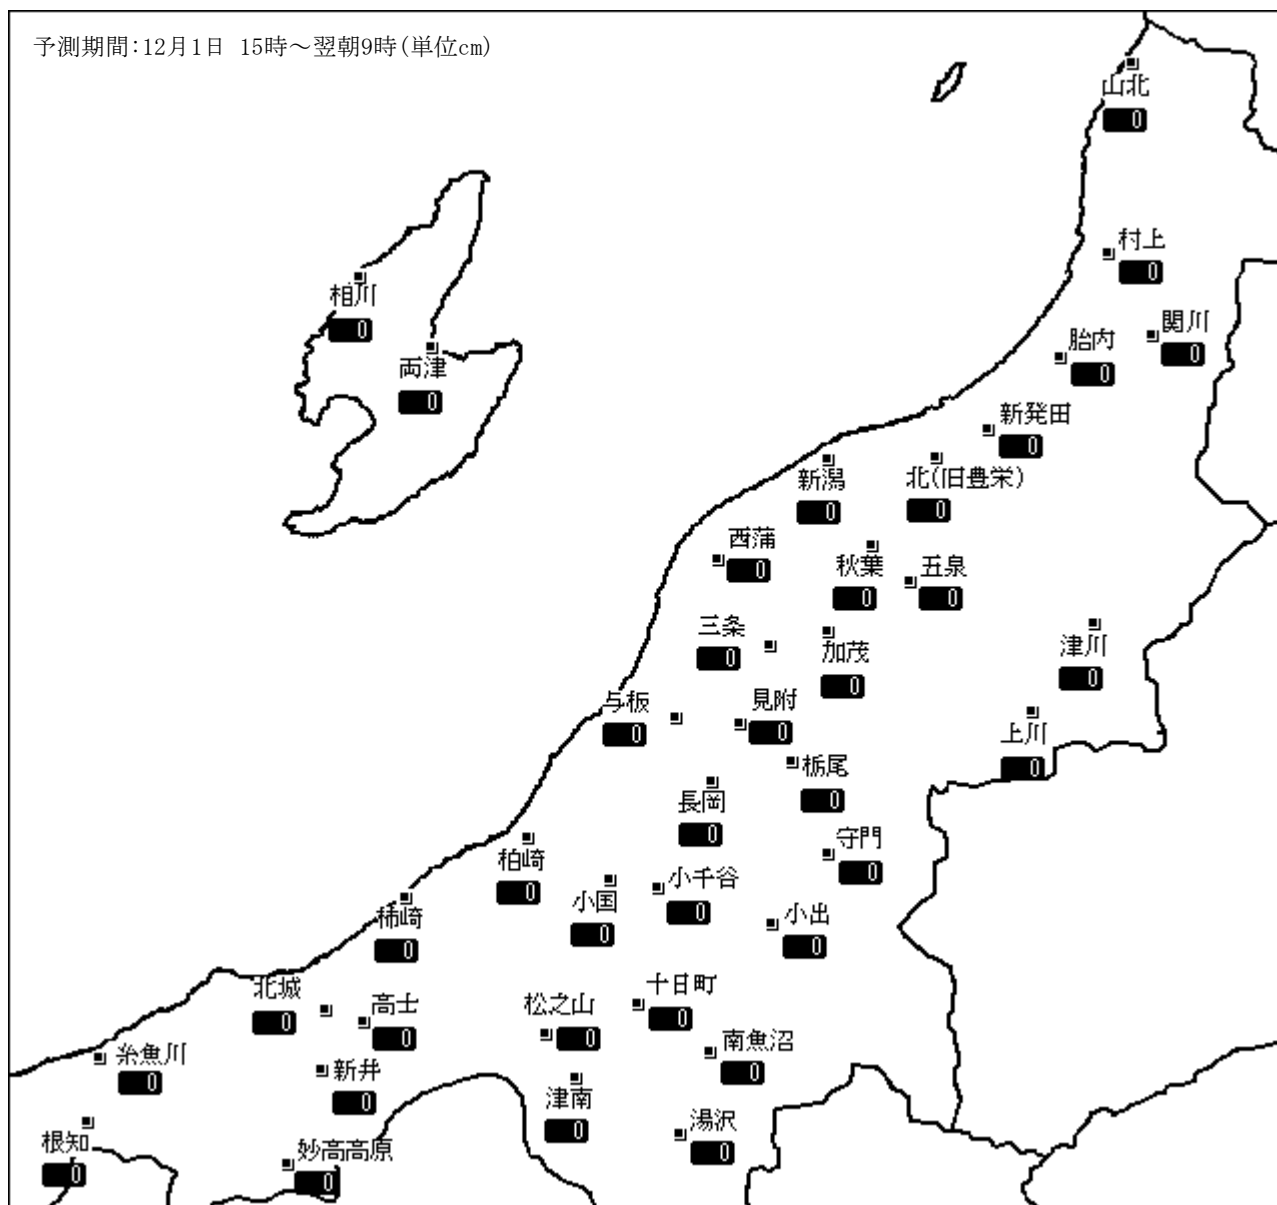 予測期間:12月1日 15時～翌朝9時(単位cm)
山北
0
村上
0
相川
0
関川
0
胎内
0
両津
0
新発田
0
新潟
0
北(旧豊栄)
0
西蒲
0
秋葉
0
五泉
0
三条
0
加茂
0
津川
0
与板
0
見附
0
上川
0
栃尾
0
長岡
0
守門
0
柏崎
0
小千谷
0
小国
0
柿崎
0
小出
0
北城
0
高士
0
松之山
0
十日町
0
南魚沼
0
糸魚川
0
新井
0
津南
0
湯沢
0
根知
0
妙高高原
0